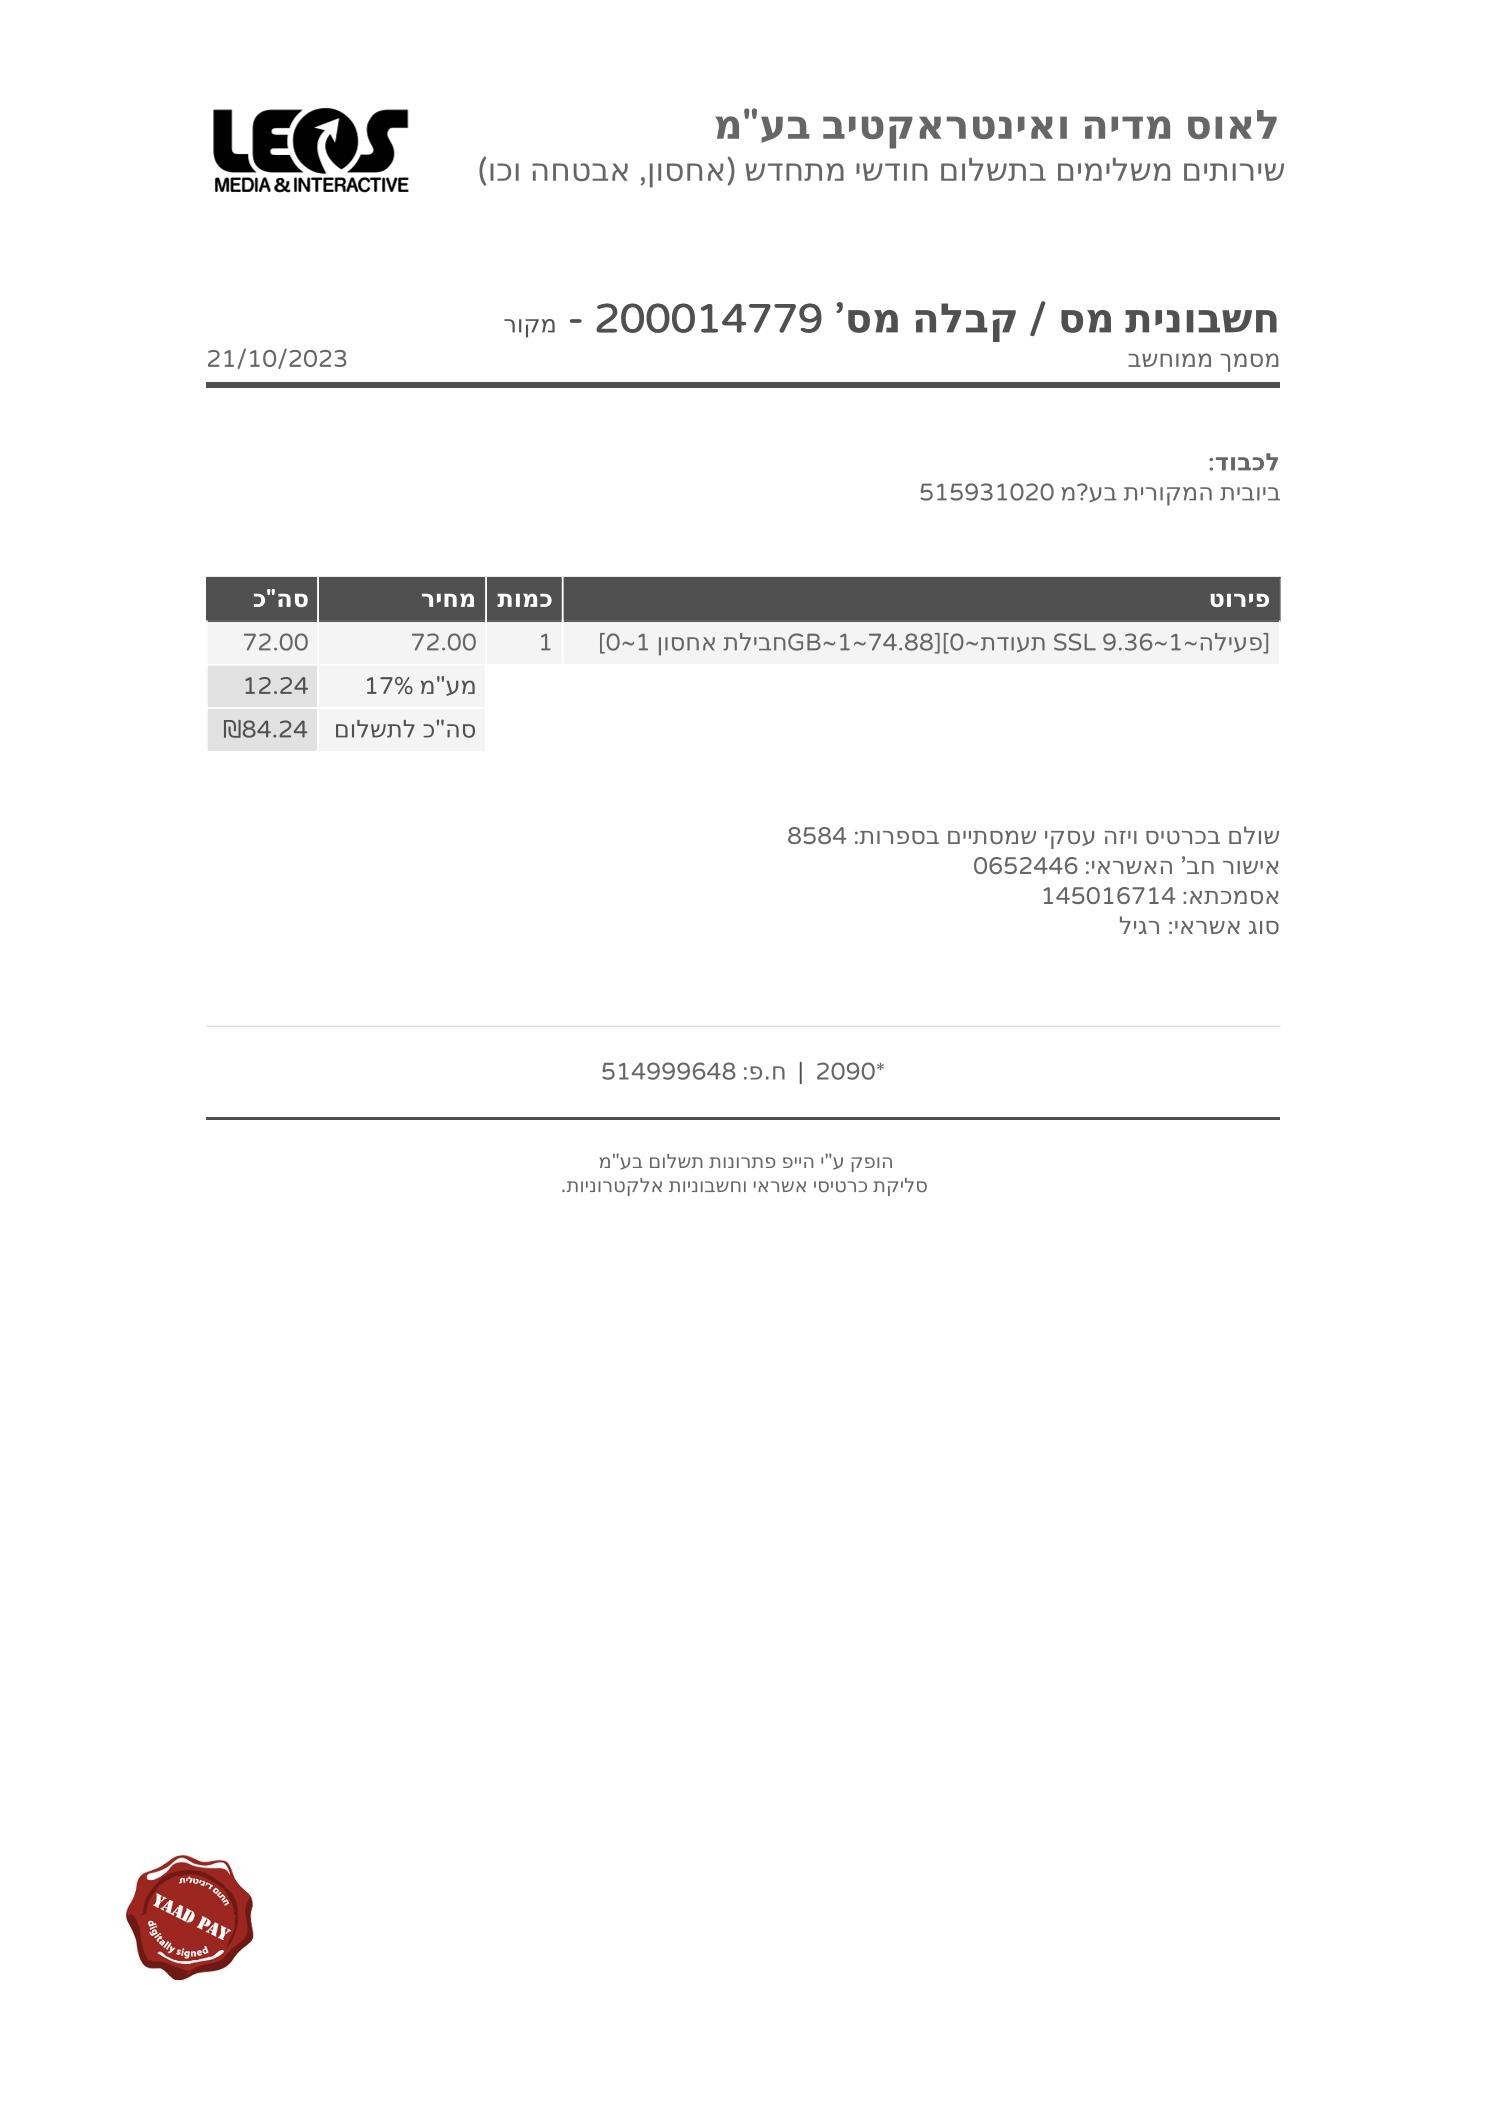 לאוס מדיה ואינטראקטיב בע"מ
שירותים משלימים בתשלום חודשי מתחדש (אחסון, אבטחה וכו)
LEOS
MEDIA & INTERACTIVE
חשבונית מס / קבלה מס' 200014779 - מקור
מסמך ממוחשב 21/10/2023
לכבוד:
ביובית המקורית בע?מ 515931020
פירוט כמות מחיר סה"כ
[0~תעודת SSL פעילה~1~9.36][0~חבילת אחסון 1GB~1~74.88] 1 72.00 72.00
מע"מ 17% 12.24
סה"כ לתשלום 84.24₪
שולם בכרטיס ויזה עסקי שמסתיים בספרות: 8584
אישור חב' האשראי: 0652446
אסמכתא: 145016714
סוג אשראי: רגיל
*2090 | ח.פ: 514999648
הופק ע"י הייפ פתרונות תשלום בע"מ
סליקת כרטיסי אשראי וחשבוניות אלקטרוניות.
חתום דיגיטלית
YAAD PAY
digitally signed